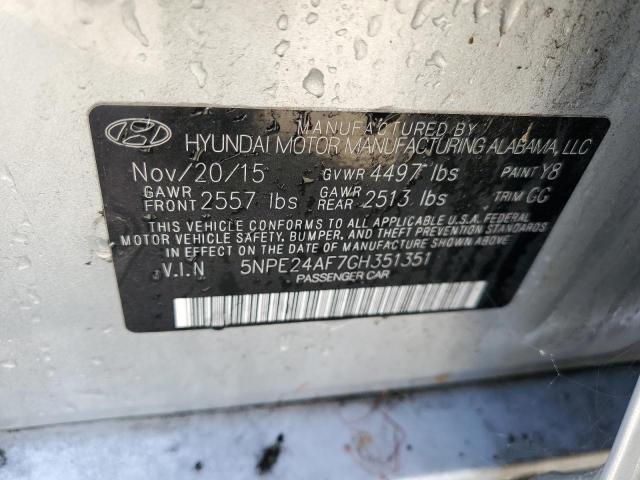 MANUFACTURED BY
HYUNDAI MOTOR MANUFACTURING ALABAMA, LLC
Nov/20/15 GVWR 4497 lbs PAINT Y8
GAWR FRONT 2557 lbs GAWR REAR 2513 lbs TRIM GG
THIS VEHICLE CONFORMS TO ALL APPLICABLE U.S.A. FEDERAL
MOTOR VEHICLE SAFETY, BUMPER, AND THEFT PREVENTION STANDARDS
IN EFFECT ON THE DATE OF MANUFACTURE SHOWN ABOVE.
V.I.N 5NPE24AF7GH351351
PASSENGER CAR